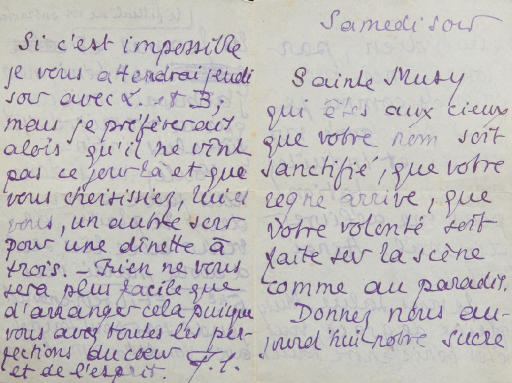 Si c'est impossible
je vous attendrai jeudi
soir avec L. et B;
mais je préfèrerais
alors qu'il ne vînt
pas ce jour là et que
vous choisissiez, lui et
vous, un autre soir
pour une dînette à
trois. — Rien ne vous
sera plus facile que
d'arranger cela puisque
vous avez toutes les per-
fections du cœur
et de l'esprit.
Samedi soir
Sainte Musy
qui êtes aux cieux
que votre nom soit
sanctifié, que votre
règne arrive, que
votre volonté soit
faite sur la scène
comme au paradis.
Donnez nous au-
jourd'hui notre sucre